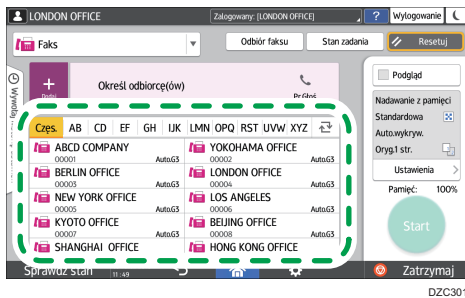 LONDON OFFICE
Zalogowany: [LONDON OFFICE]
?
Wylogowanie
Faks
Odbiór faksu
Stan zadania
Resetuj
Określ odbiorcę(ów)
Podgląd
Nadawanie z pamięci
Standardowa
Auto.wykryw.
Oryg.1 str.
Ustawienia
Pamięć: 100%
Start
Częs. AB CD EF GH IJK LMN OPQ RST UVW XYZ
ABCD COMPANY
00001 Auto.G3
YOKOHAMA OFFICE
00002 Auto.G3
BERLIN OFFICE
00003 Auto.G3
LONDON OFFICE
00004 Auto.G3
NEW YORK OFFICE
00005 Auto.G3
LOS ANGELES
00006 Auto.G3
KYOTO OFFICE
00007 Auto.G3
BEIJING OFFICE
00008 Auto.G3
SHANGHAI OFFICE
HONG KONG OFFICE
Sprawdź stan
11:49
Zatrzymaj
DZC301